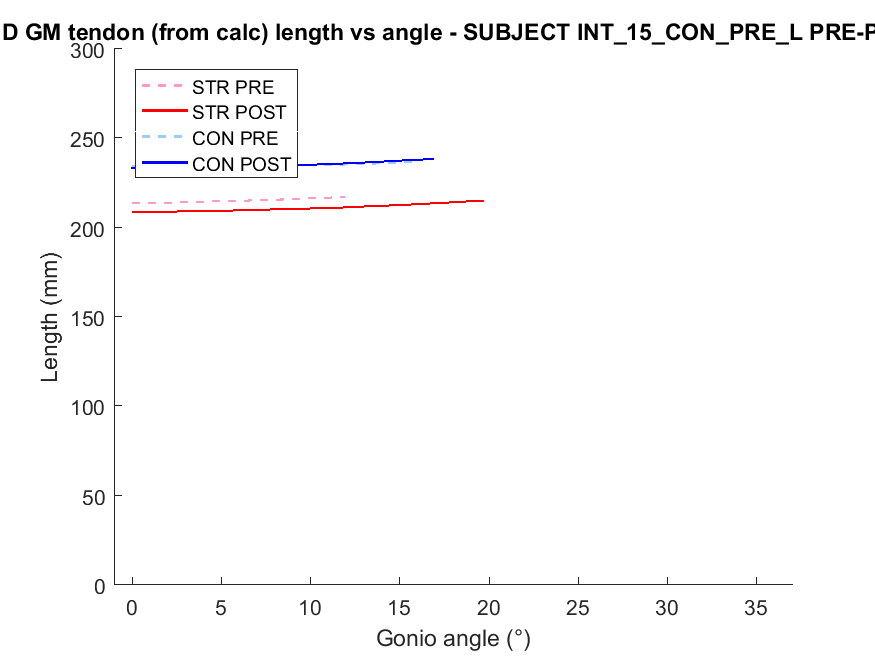 D GM tendon (from calc) length vs angle - SUBJECT INT_15_CON_PRE_L PRE-P
300
250
200
150
100
50
0
Length (mm)
STR PRE
STR POST
CON PRE
CON POST
0 5 10 15 20 25 30 35
Gonio angle (°)